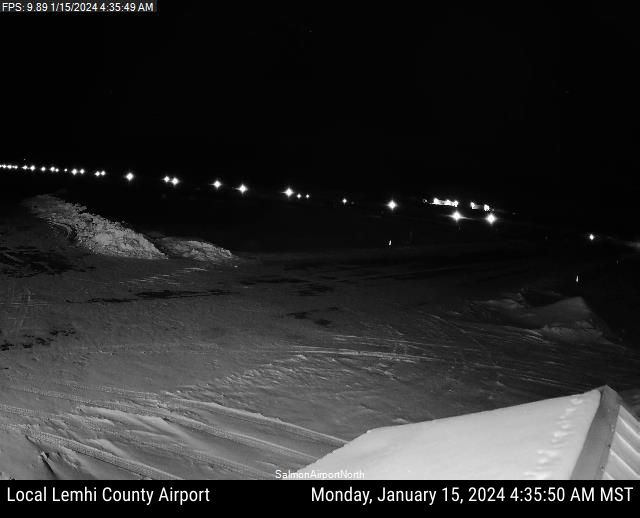 FPS: 9.89 1/15/2024 4:35:49 AM
SalmonAirportNorth
Local Lemhi County Airport Monday, January 15, 2024 4:35:50 AM MST